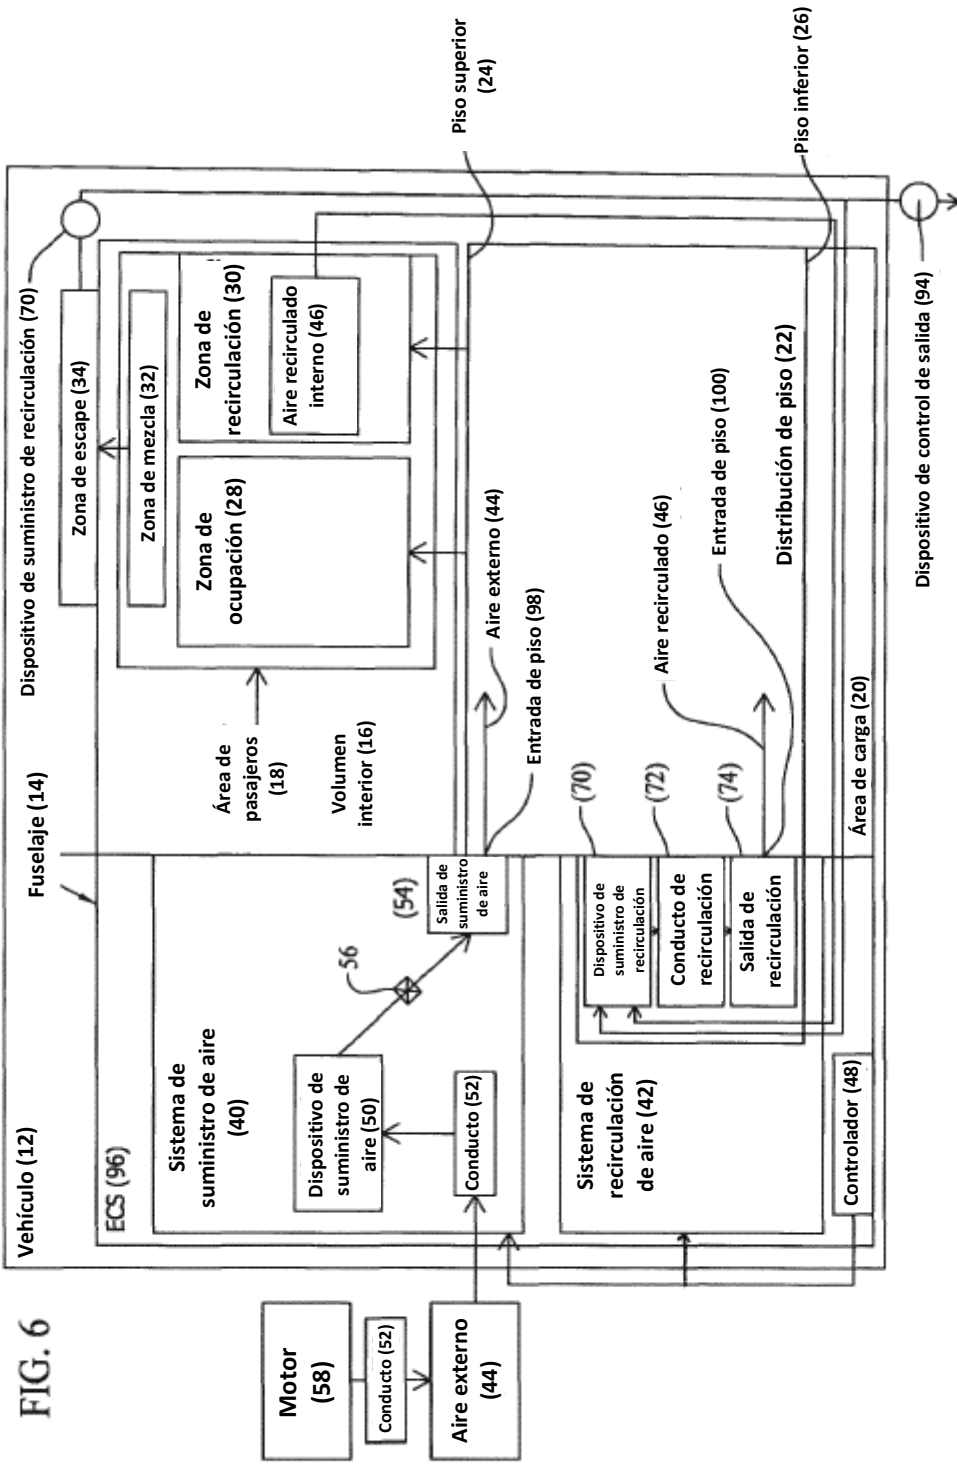 FIG. 6
Vehículo (12)
Fuselaje (14)
Dispositivo de suministro de recirculación (70)
ECS (96)
Zona de escape (34)
Zona de mezcla (32)
Sistema de
suministro de aire
(40)
Área de
pasajeros
(18)
Zona de
ocupación (28)
Zona de
recirculación (30)
Aire recirculado
interno (46)
Motor
(58)
Conducto (52)
Aire externo
(44)
Dispositivo de
suministro de
aire (50)
56
Conducto (52)
(54)
Salida de
suministro
de aire
Volumen
interior (16)
Piso superior
(24)
Aire externo (44)
Entrada de piso (98)
Sistema de
recirculación
de aire (42)
Dispositivo de
suministro de
recirculación
Conducto de
recirculación
Salida de
recirculación
(70)
(72)
(74)
Aire recirculado (46)
Entrada de piso (100)
Distribución de piso (22)
Piso inferior (26)
Controlador (48)
Área de carga (20)
Dispositivo de control de salida (94)